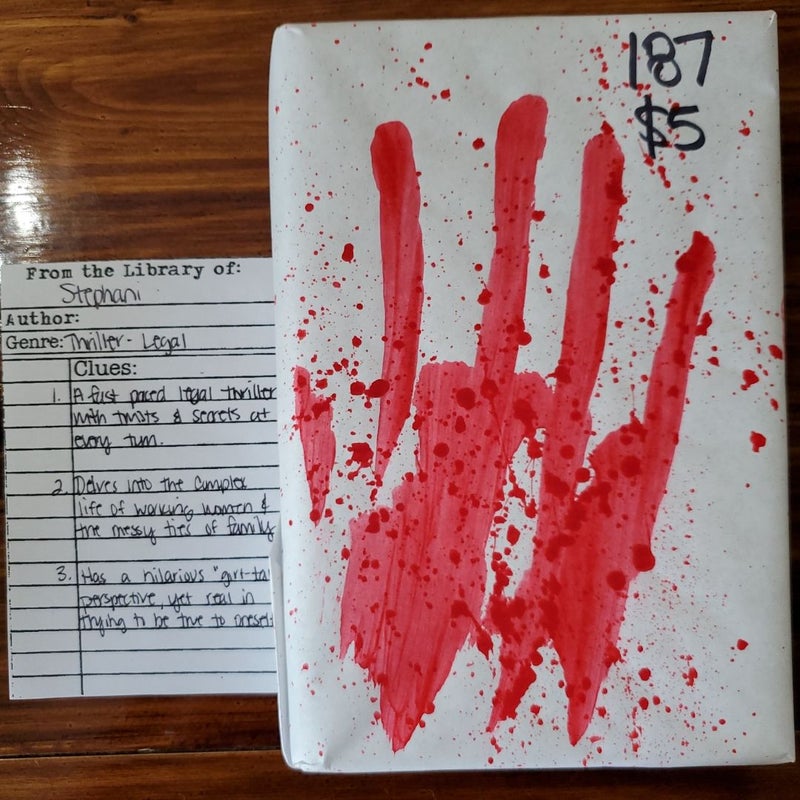 187
$5
From the Library of:
Stephani
Author:
Genre: Thriller - Legal
Clues:
1. A fast paced legal thriller
with twists & secrets at
every turn.
2. Delves into the complex
life of working women &
the messy ties of family
3. Has a hilarious "girl-ta
perspective, yet real in
trying to be true to onesel